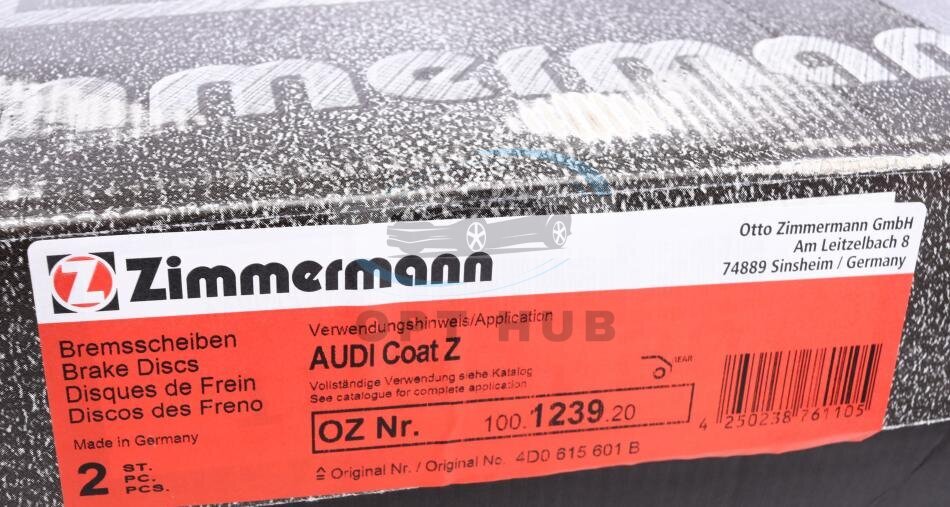 mmermann
Otto Zimmermann GmbH
Am Leitzelbach 8
74889 Sinsheim / Germany
Z Zimmermann
OPT HUB
Bremsscheiben
Brake Discs
Disques de Frein
Discos des Freno
Made in Germany
2 ST.
PC.
PCS.
Verwendungshinweis/Application
AUDI Coat Z
Vollständige Verwendung siehe Katalog
See catalogue for complete application
OZ Nr. 100.1239.20
≙ Original Nr. / Original No. 4D0 615 601 B
REAR
4 250238 761105